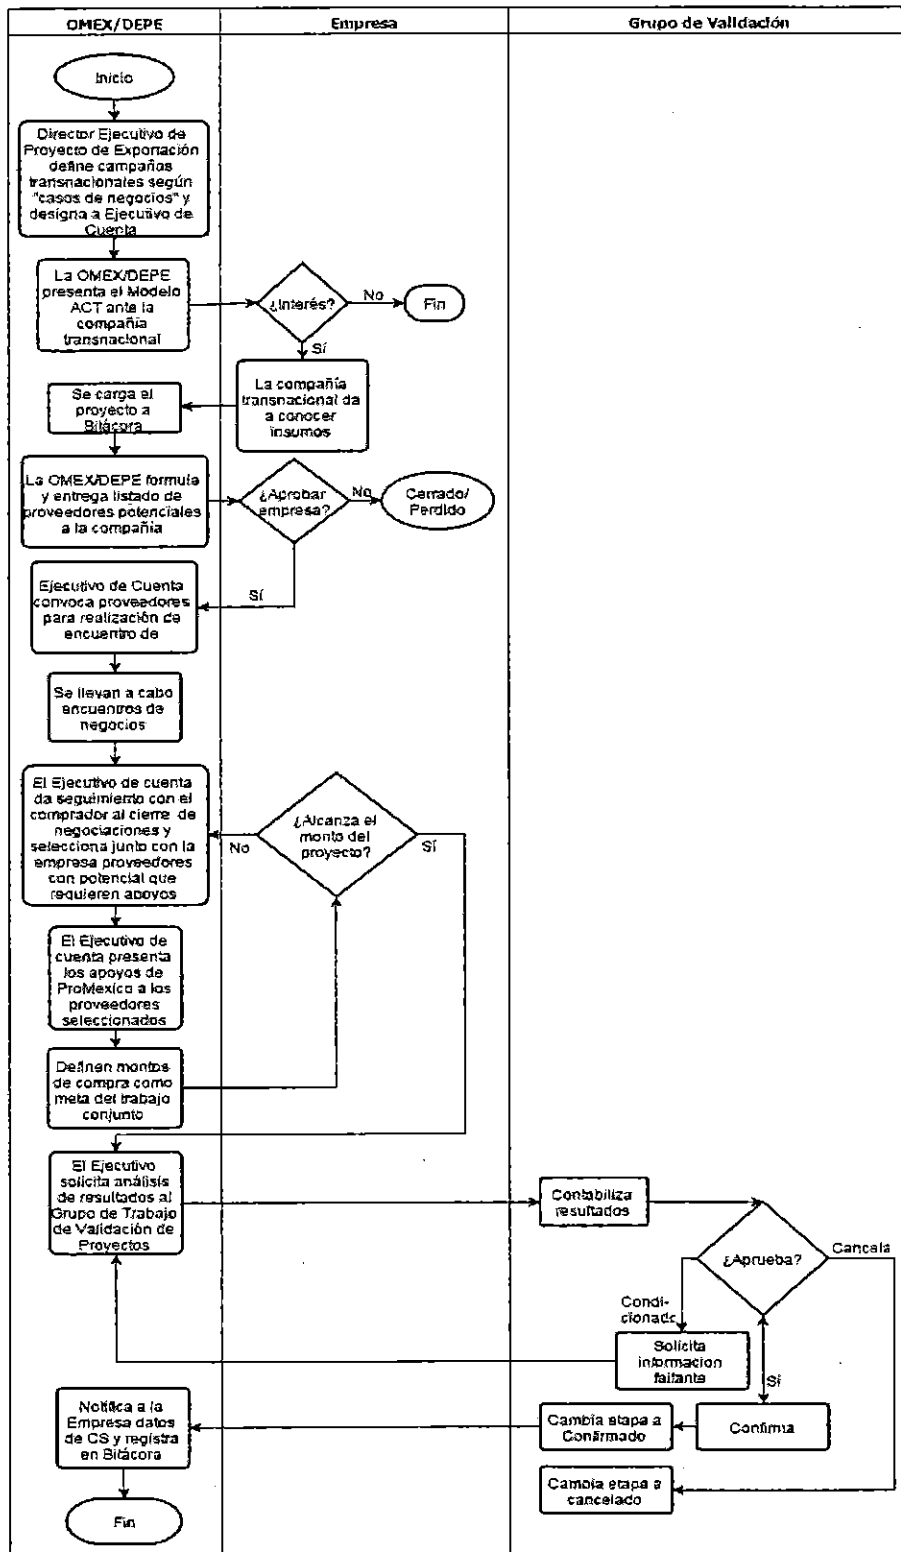 OMEX/DEPE
Empresa
Grupo de Validación
Inicio
Director Ejecutivo de
Proyecto de Exportación
define campañas
transnacionales según
"casos de negocios" y
designa a Ejecutivo de
Cuenta
La OMEX/DEPE
presenta el Modelo
ACT ante la
compañía
transnacional
¿Interés?
No
Fin
Sí
La compañía
transnacional da
a conocer
insumos
Se carga el
proyecto a
Bitácora
La OMEX/DEPE formula
y entrega listado de
proveedores potenciales
a la compañía
¿Aprobar
empresa?
No
Cerrado/
Perdido
Sí
Ejecutivo de Cuenta
convoca proveedores
para realización de
encuentro de
Se llevan a cabo
encuentros de
negocios
El Ejecutivo de cuenta
da seguimiento con el
comprador al cierre de
negociaciones y
selecciona junto con la
empresa proveedores
con potencial que
requieren apoyos
¿Alcanza el
monto del
proyecto?
No
Sí
El Ejecutivo de
cuenta presenta
los apoyos de
ProMexico a los
proveedores
seleccionados
Definen montos
de compra como
meta del trabajo
conjunto
El Ejecutivo
solicita análisis
de resultados al
Grupo de Trabajo
de Validación de
Proyectos
Contabiliza
resultados
¿Aprueba?
Cancela
Condi-
cionado
Solicita
informacion
faltante
Sí
Notifica a la
Empresa datos
de CS y registra
en Bitácora
Cambia etapa a
Confirmado
Confirma
Cambia etapa a
cancelado
Fin